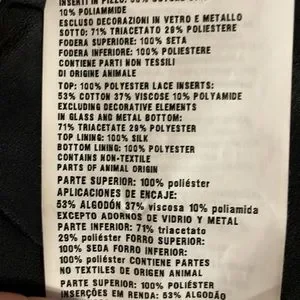 10% POLIAMMIDE
ESCLUSO DECORAZIONI IN VETRO E METALLO
SOTTO: 71% TRIACETATO 29% POLIESTERE
FODERA SUPERIORE: 100% SETA
FODERA INFERIORE: 100% POLIESTERE
CONTIENE PARTI NON TESSILI
DI ORIGINE ANIMALE
TOP: 100% POLYESTER LACE INSERTS:
53% COTTON 37% VISCOSE 10% POLYAMIDE
EXCLUDING DECORATIVE ELEMENTS
IN GLASS AND METAL BOTTOM:
71% TRIACETATE 29% POLYESTER
TOP LINING: 100% SILK
BOTTOM LINING: 100% POLYESTER
CONTAINS NON-TEXTILE
PARTS OF ANIMAL ORIGIN
PARTE SUPERIOR: 100% poliéster
APLICACIONES DE ENCAJE:
53% ALGODÓN 37% viscosa 10% poliamida
EXCEPTO ADORNOS DE VIDRIO Y METAL
PARTE INFERIOR: 71% triacetato
29% poliéster FORRO SUPERIOR:
100% SEDA FORRO INFERIOR:
100% poliéster CONTIENE PARTES
NO TEXTILES DE ORIGEN ANIMAL
PARTE SUPERIOR: 100% POLIÉSTER
INSERÇÕES EM RENDA: 53% ALGODÃO